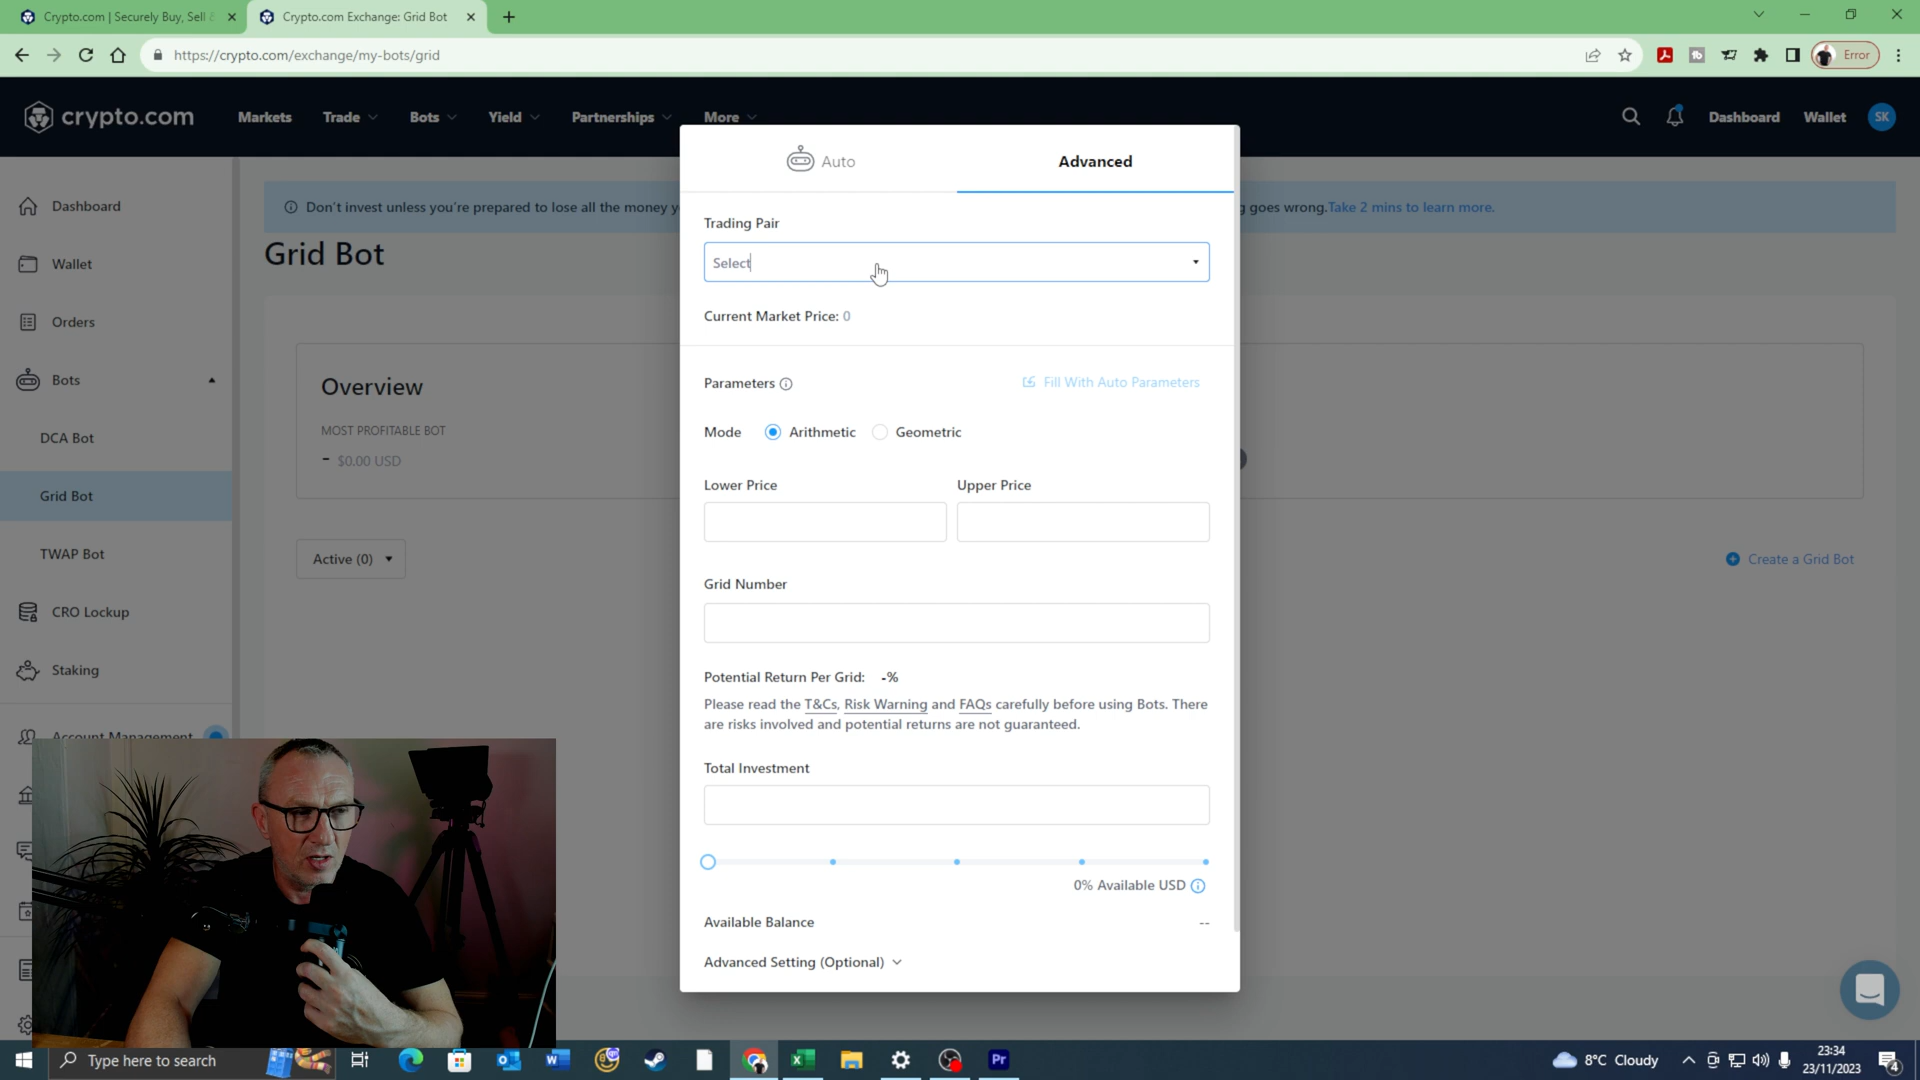 Crypto.com | Securely Buy, Sell &
Crypto.com Exchange: Grid Bot
https://crypto.com/exchange/my-bots/grid
Error
crypto.com
Markets
Trade
Bots
Yield
Partnerships
More
Dashboard
Wallet
SK
Dashboard
Wallet
Orders
Bots
DCA Bot
Grid Bot
TWAP Bot
CRO Lockup
Staking
Account Management
Don't invest unless you're prepared to lose all the money y
g goes wrong.Take 2 mins to learn more.
Grid Bot
Overview
MOST PROFITABLE BOT
- $0.00 USD
Active (0)
Create a Grid Bot
Auto
Advanced
Trading Pair
Select
Current Market Price: 0
Parameters
Fill With Auto Parameters
Mode
Arithmetic
Geometric
Lower Price
Upper Price
Grid Number
Potential Return Per Grid: -%
Please read the T&Cs, Risk Warning and FAQs carefully before using Bots. There
are risks involved and potential returns are not guaranteed.
Total Investment
0% Available USD
Available Balance
--
Advanced Setting (Optional)
Type here to search
8°C Cloudy
23:34
23/11/2023
4